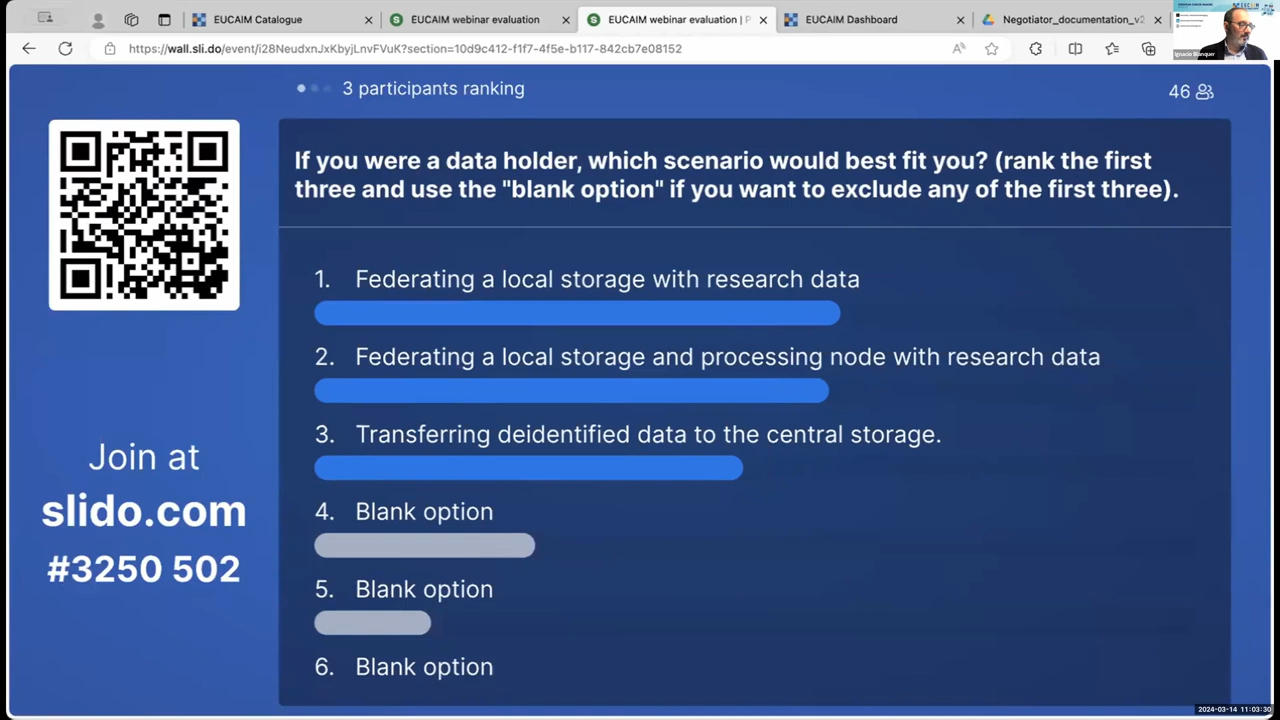 EUCAIM Catalogue
EUCAIM webinar evaluation
EUCAIM webinar evaluation | P
EUCAIM Dashboard
Negotiator_documentation_v2
https://wall.sli.do/event/i28NeudxnJxKbyjLnvFVuK?section=10d9c412-f1f7-4f5e-b117-842cb7e08152
Ignacio Blanquer
3 participants ranking
46
If you were a data holder, which scenario would best fit you? (rank the first
three and use the "blank option" if you want to exclude any of the first three).
1. Federating a local storage with research data
2. Federating a local storage and processing node with research data
3. Transferring deidentified data to the central storage.
4. Blank option
5. Blank option
6. Blank option
Join at
slido.com
#3250 502
2024-03-14 11:03:30